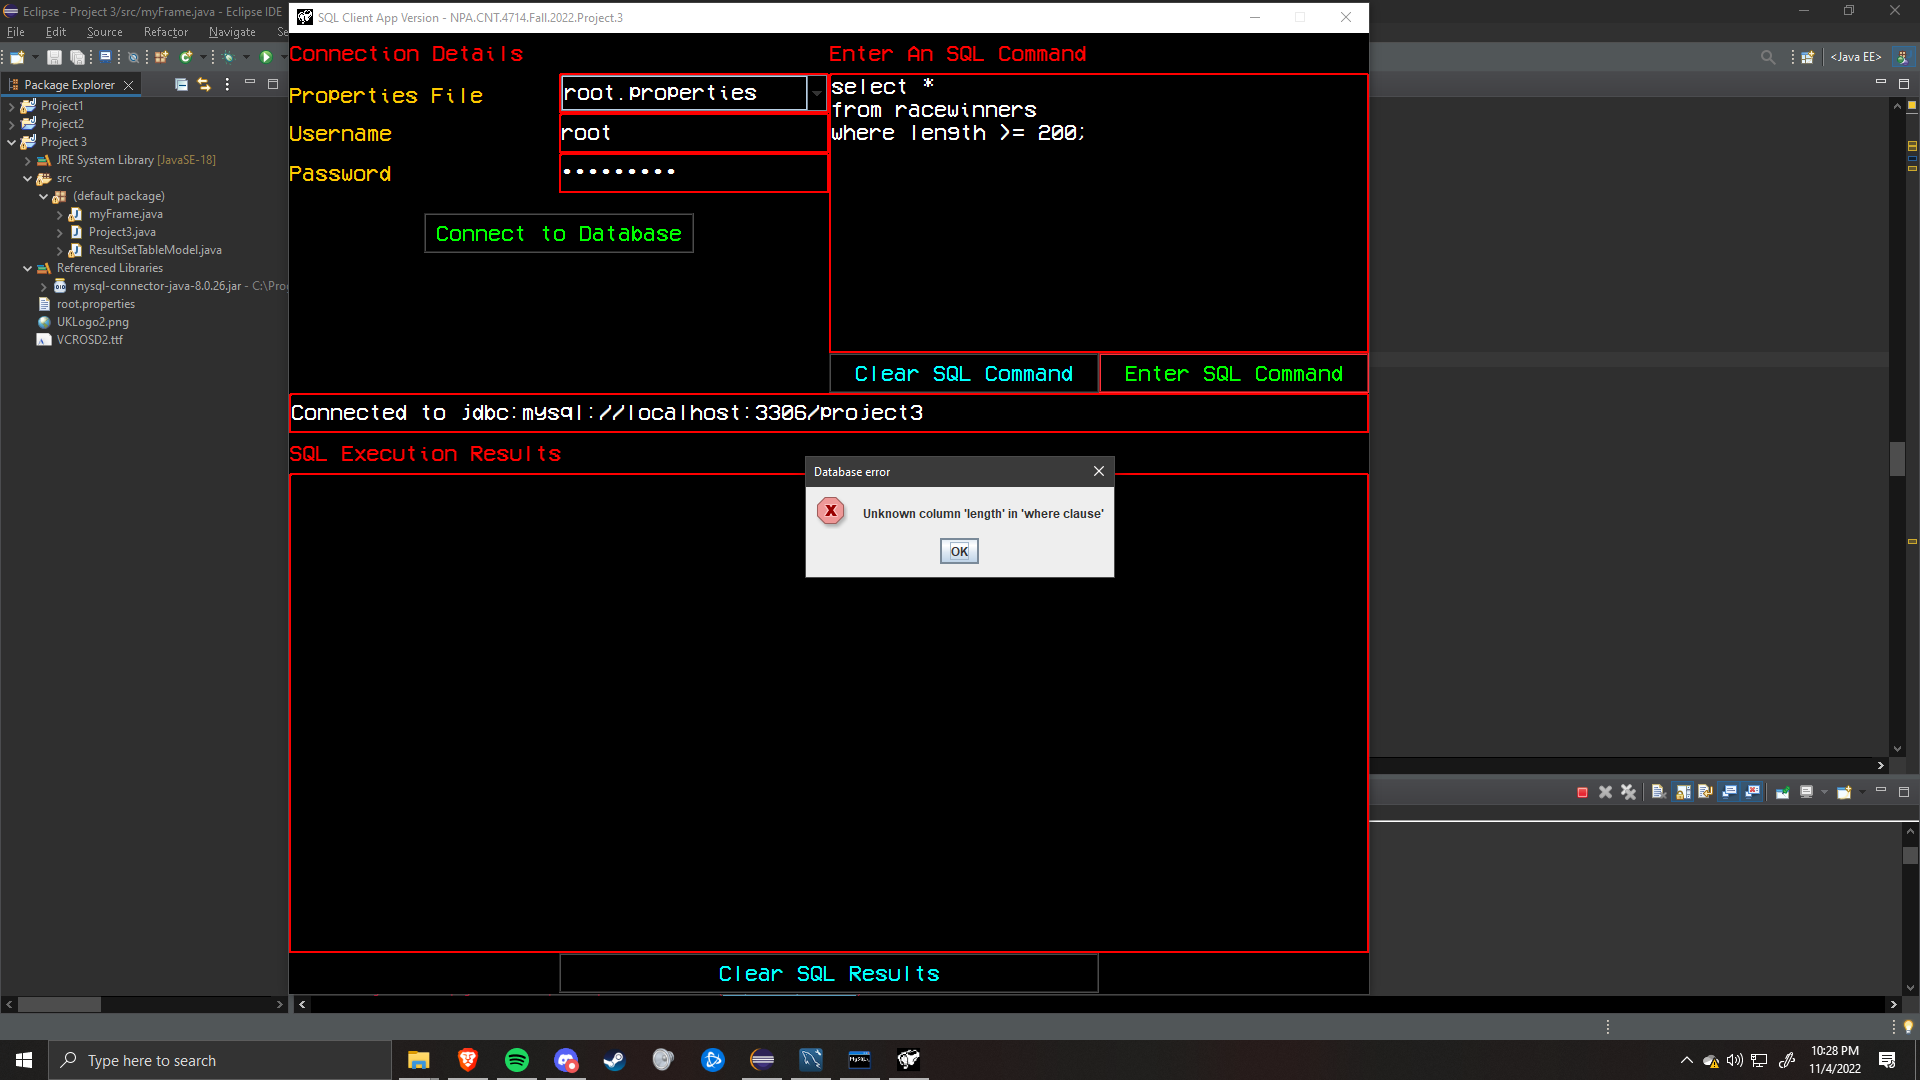 Eclipse - Project 3/src/myFrame.java - Eclipse IDE
File Edit Source Refactor Navigate Se
Package Explorer
Project1
Project2
Project 3
JRE System Library [JavaSE-18]
src
(default package)
myFrame.java
Project3.java
ResultSetTableModel.java
Referenced Libraries
mysql-connector-java-8.0.26.jar - C:\Pro
root.properties
UKLogo2.png
VCROSD2.ttf
SQL Client App Version - NPA.CNT.4714.Fall.2022.Project.3
Connection Details
Properties File root.properties
Username root
Password •••••••••
Connect to Database
Enter An SQL Command
select *
from racewinners
where length >= 200;
Clear SQL Command Enter SQL Command
Connected to jdbc:mysql://localhost:3306/project3
SQL Execution Results
Database error
Unknown column 'length' in 'where clause'
OK
Clear SQL Results
<Java EE>
Type here to search
MySQL
10:28 PM
11/4/2022